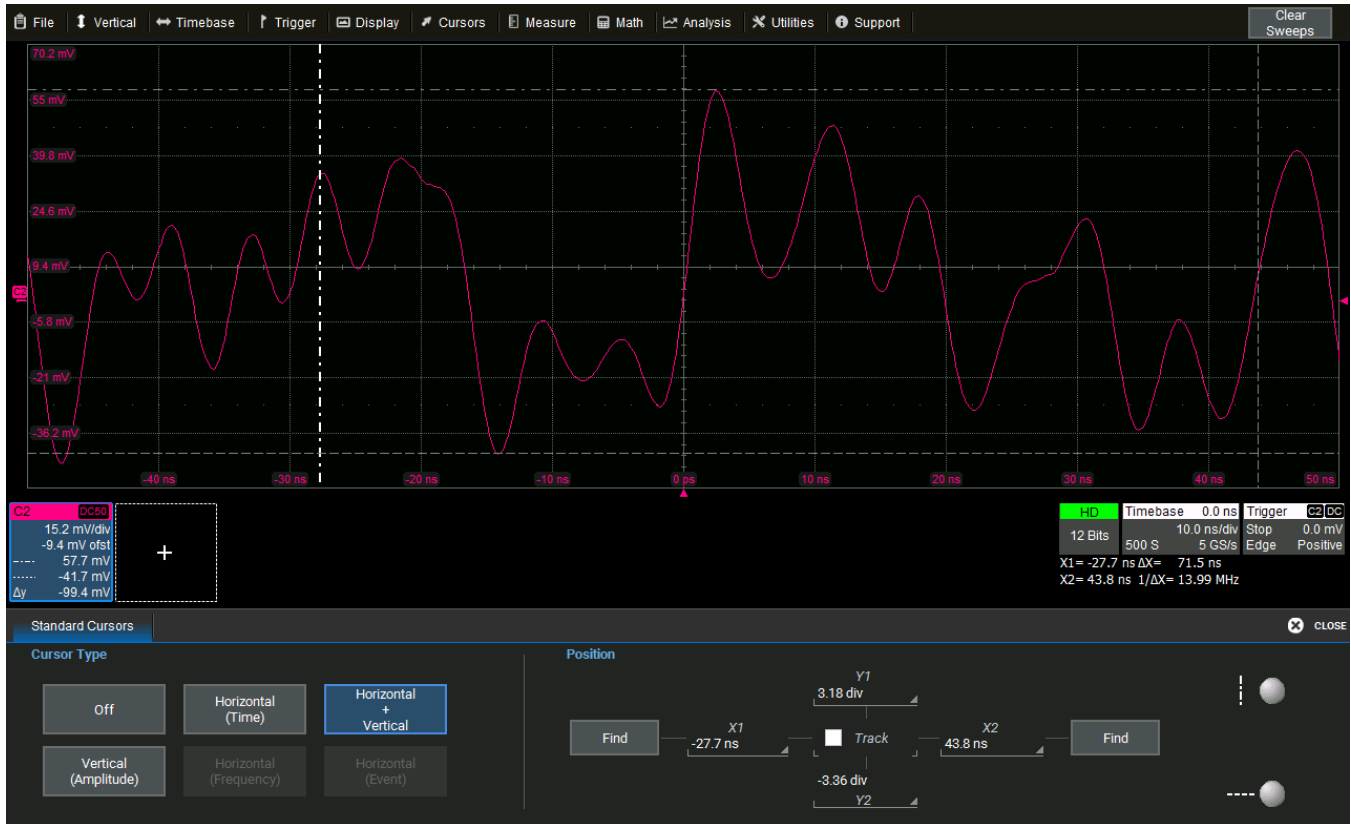 File Vertical Timebase Trigger Display Cursors Measure Math Analysis Utilities Support
Clear
Sweeps
70.2 mV
55 mV
39.8 mV
24.6 mV
9.4 mV
C2
-5.8 mV
-21 mV
-36.2 mV
-40 ns -30 ns -20 ns -10 ns 0 ps 10 ns 20 ns 30 ns 40 ns 50 ns
C2 DC50
15.2 mV/div
-9.4 mV ofst
57.7 mV
-41.7 mV
Δy -99.4 mV
+
HD
12 Bits
Timebase 0.0 ns
10.0 ns/div
500 S 5 GS/s
Trigger C2 DC
Stop 0.0 mV
Edge Positive
X1= -27.7 ns ΔX= 71.5 ns
X2= 43.8 ns 1/ΔX= 13.99 MHz
Standard Cursors
CLOSE
Cursor Type
Off
Horizontal
(Time)
Horizontal
+
Vertical
Vertical
(Amplitude)
Horizontal
(Frequency)
Horizontal
(Event)
Position
Y1
3.18 div
Find
X1
-27.7 ns
Track
X2
43.8 ns
Find
-3.36 div
Y2